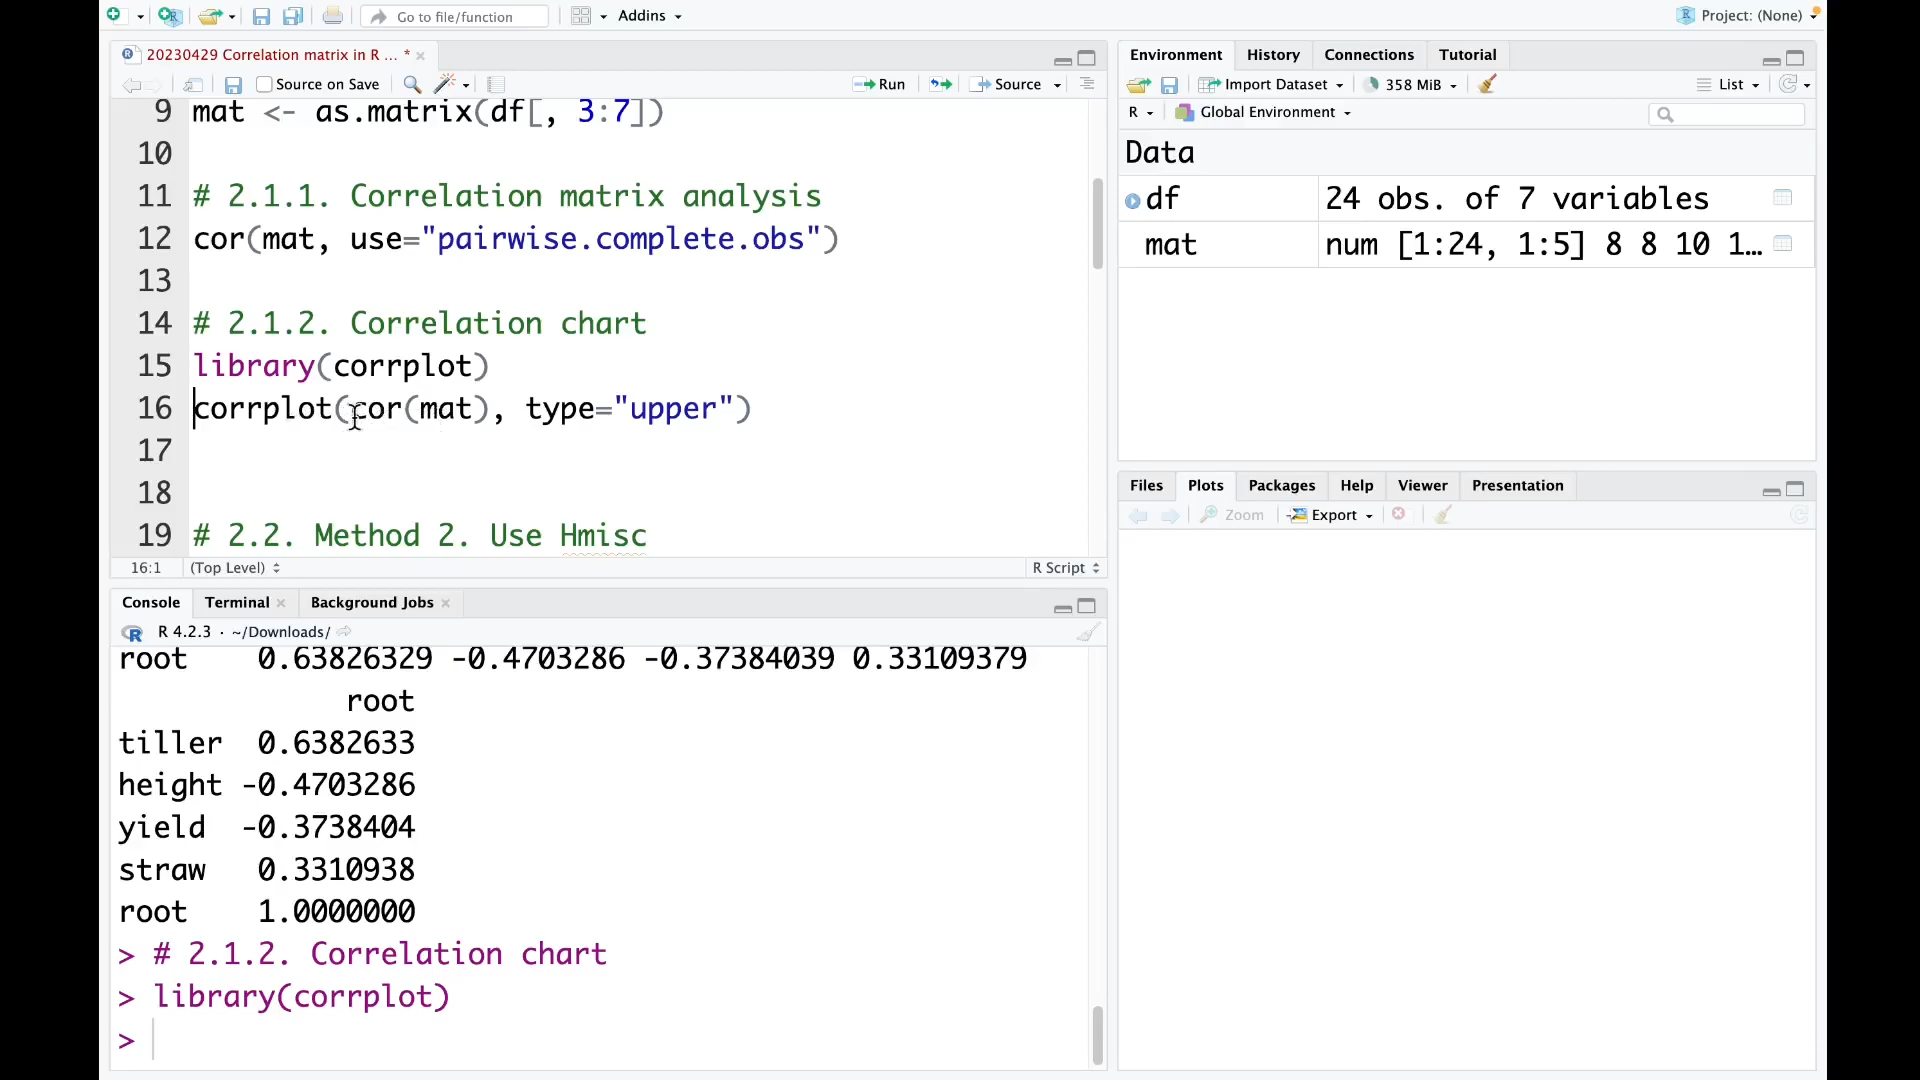 Go to file/function
Addins
Project: (None)
20230429 Correlation matrix in R ... *
Source on Save
Run
Source
9 mat <- as.matrix(df[, 3:7])
10
11 # 2.1.1. Correlation matrix analysis
12 cor(mat, use="pairwise.complete.obs")
13
14 # 2.1.2. Correlation chart
15 library(corrplot)
16 corrplot(cor(mat), type="upper")
17
18
19 # 2.2. Method 2. Use Hmisc
16:1 (Top Level) R Script
Console Terminal Background Jobs
R 4.2.3 · ~/Downloads/
root 0.63826329 -0.4703286 -0.37384039 0.33109379
root
tiller 0.6382633
height -0.4703286
yield -0.3738404
straw 0.3310938
root 1.0000000
> # 2.1.2. Correlation chart
> library(corrplot)
>
Environment History Connections Tutorial
Import Dataset 358 MiB List
R Global Environment
Data
df 24 obs. of 7 variables
mat num [1:24, 1:5] 8 8 10 1…
Files Plots Packages Help Viewer Presentation
Zoom Export